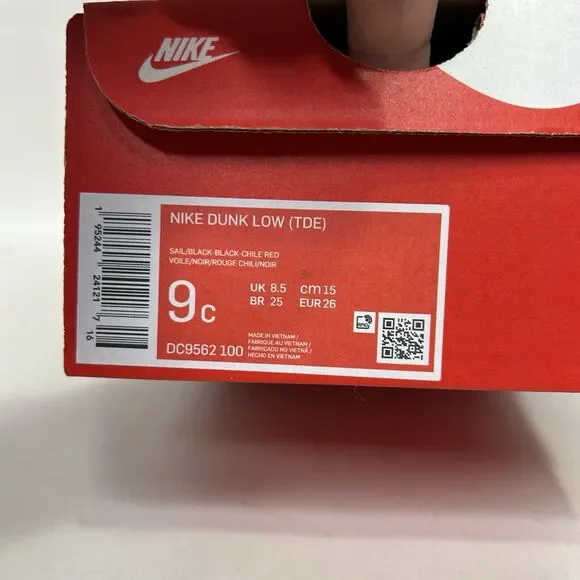 NIKE
NIKE DUNK LOW (TDE)
SAIL/BLACK-BLACK-CHILE RED
VOILE/NOIR/ROUGE CHILI/NOIR
9 C
UK 8.5 cm 15
BR 25 EUR 26
MADE IN VIETNAM /
FABRIQUE AU VIETNAM /
FABRICADO NO VIETNÃ /
HECHO EN VIETNAM
DC9562 100
1 95244 24121 7 16